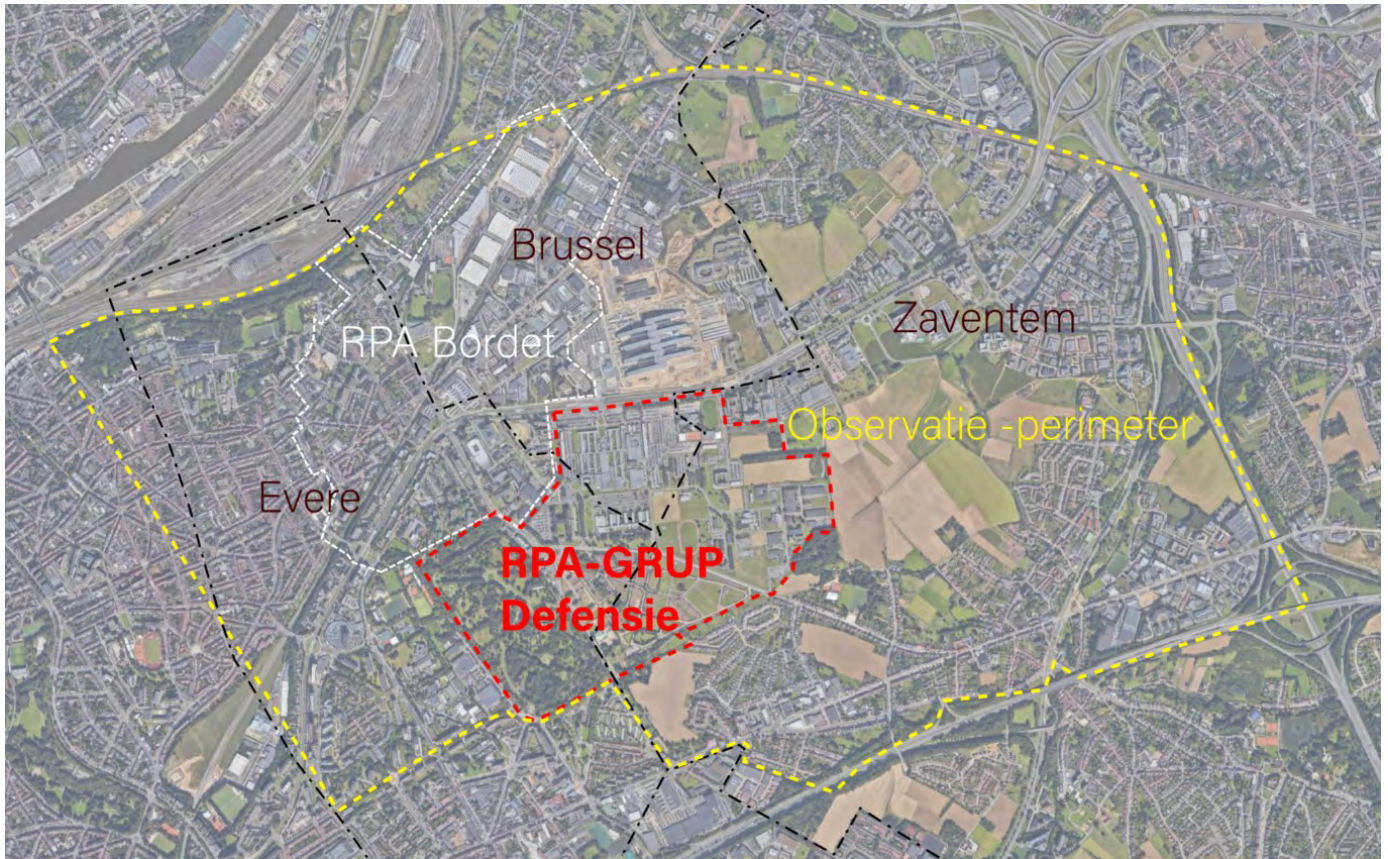 Brussel
Zaventem
RPA Bordet
Observatie -perimeter
Evere
RPA-GRUP
Defensie